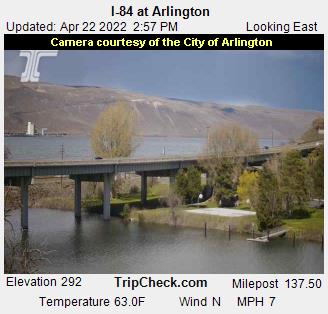 I-84 at Arlington
Updated: Apr 22 2022 2:57 PM Looking East
Camera courtesy of the City of Arlington
Elevation 292 TripCheck.com Milepost 137.50
Temperature 63.0F Wind N MPH 7